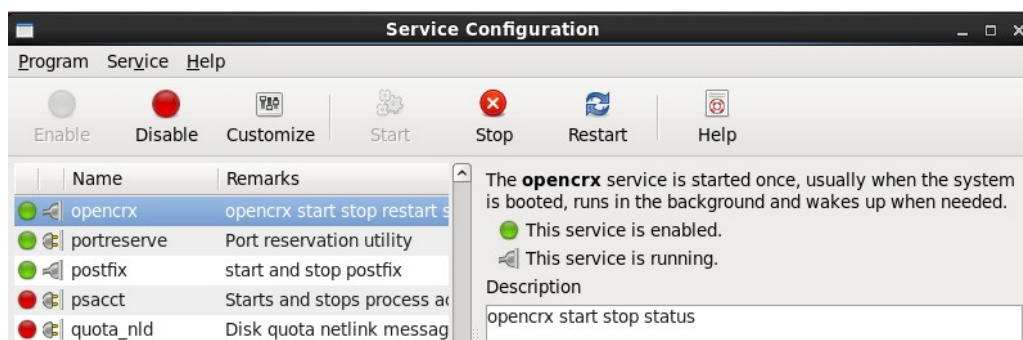 Service Configuration
Program Service Help
Enable Disable Customize Start Stop Restart Help
Name Remarks
opencrx opencrx start stop restart s
portreserve Port reservation utility
postfix start and stop postfix
psacct Starts and stops process ac
quota_nld Disk quota netlink messag
The opencrx service is started once, usually when the system
is booted, runs in the background and wakes up when needed.
This service is enabled.
This service is running.
Description
opencrx start stop status